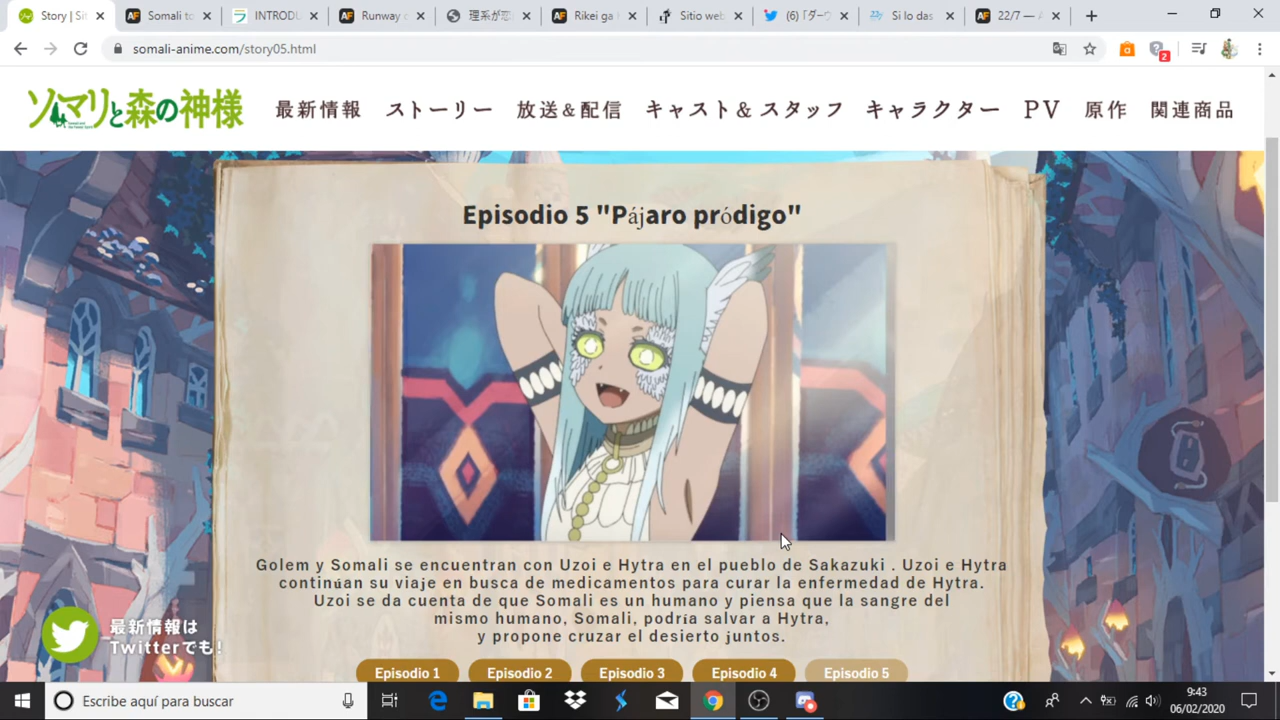 Story | Sit
Somali to
INTRODU
Runway d
理系が恋
Rikei ga
Sitio web
(6)「ダー
Si lo das
22/7 — A
somali-anime.com/story05.html
2
ソマリと森の神様
最新情報
ストーリー
放送&配信
キャスト&スタッフ
キャラクター
PV
原作
関連商品
Episodio 5 "Pájaro pródigo"
Golem y Somali se encuentran con Uzoi e Hytra en el pueblo de Sakazuki . Uzoi e Hytra
continúan su viaje en busca de medicamentos para curar la enfermedad de Hytra.
Uzoi se da cuenta de que Somali es un humano y piensa que la sangre del
mismo humano, Somali, podría salvar a Hytra,
y propone cruzar el desierto juntos.
最新情報は
Twitterでも!
Episodio 1
Episodio 2
Episodio 3
Episodio 4
Episodio 5
Escribe aquí para buscar
9:43
06/02/2020